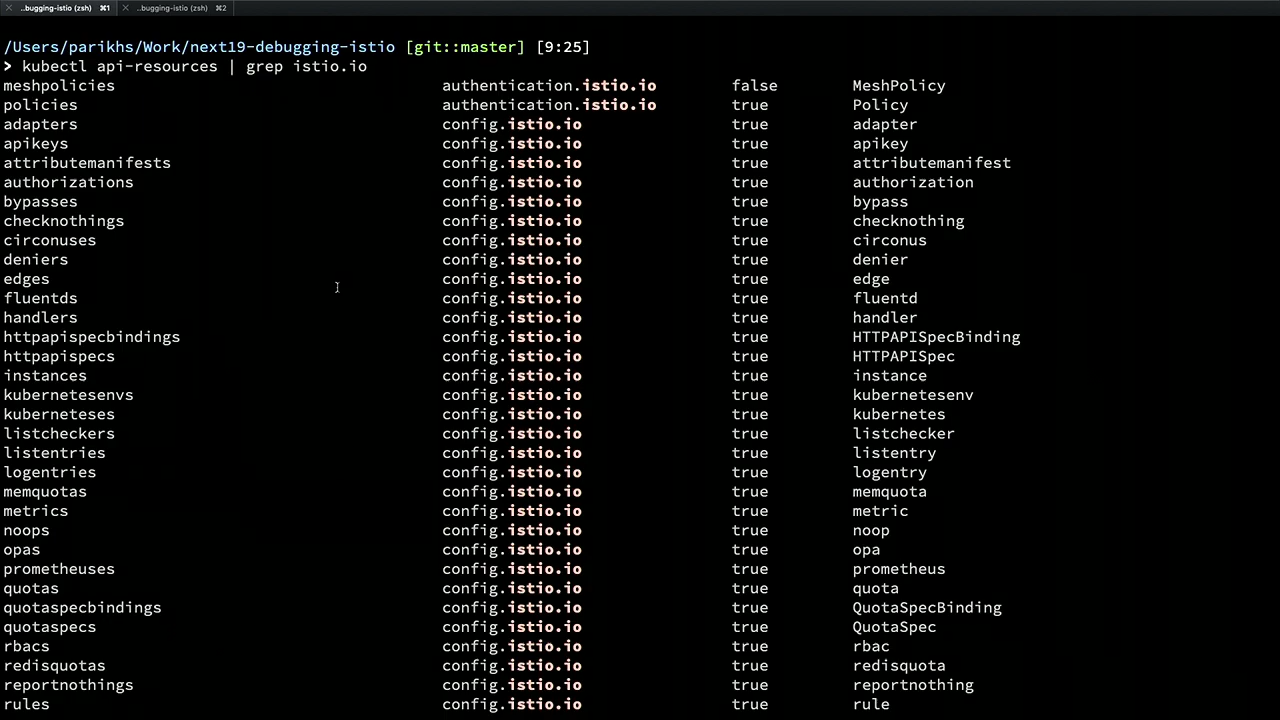 ..bugging-istio (zsh) ⌘1 ..bugging-istio (zsh) ⌘2
/Users/parikhs/Work/next19-debugging-istio [git::master] [9:25]
> kubectl api-resources | grep istio.io
meshpolicies authentication.istio.io false MeshPolicy
policies authentication.istio.io true Policy
adapters config.istio.io true adapter
apikeys config.istio.io true apikey
attributemanifests config.istio.io true attributemanifest
authorizations config.istio.io true authorization
bypasses config.istio.io true bypass
checknothings config.istio.io true checknothing
circonuses config.istio.io true circonus
deniers config.istio.io true denier
edges config.istio.io true edge
fluentds config.istio.io true fluentd
handlers config.istio.io true handler
httpapispecbindings config.istio.io true HTTPAPISpecBinding
httpapispecs config.istio.io true HTTPAPISpec
instances config.istio.io true instance
kubernetesenvs config.istio.io true kubernetesenv
kuberneteses config.istio.io true kubernetes
listcheckers config.istio.io true listchecker
listentries config.istio.io true listentry
logentries config.istio.io true logentry
memquotas config.istio.io true memquota
metrics config.istio.io true metric
noops config.istio.io true noop
opas config.istio.io true opa
prometheuses config.istio.io true prometheus
quotas config.istio.io true quota
quotaspecbindings config.istio.io true QuotaSpecBinding
quotaspecs config.istio.io true QuotaSpec
rbacs config.istio.io true rbac
redisquotas config.istio.io true redisquota
reportnothings config.istio.io true reportnothing
rules config.istio.io true rule